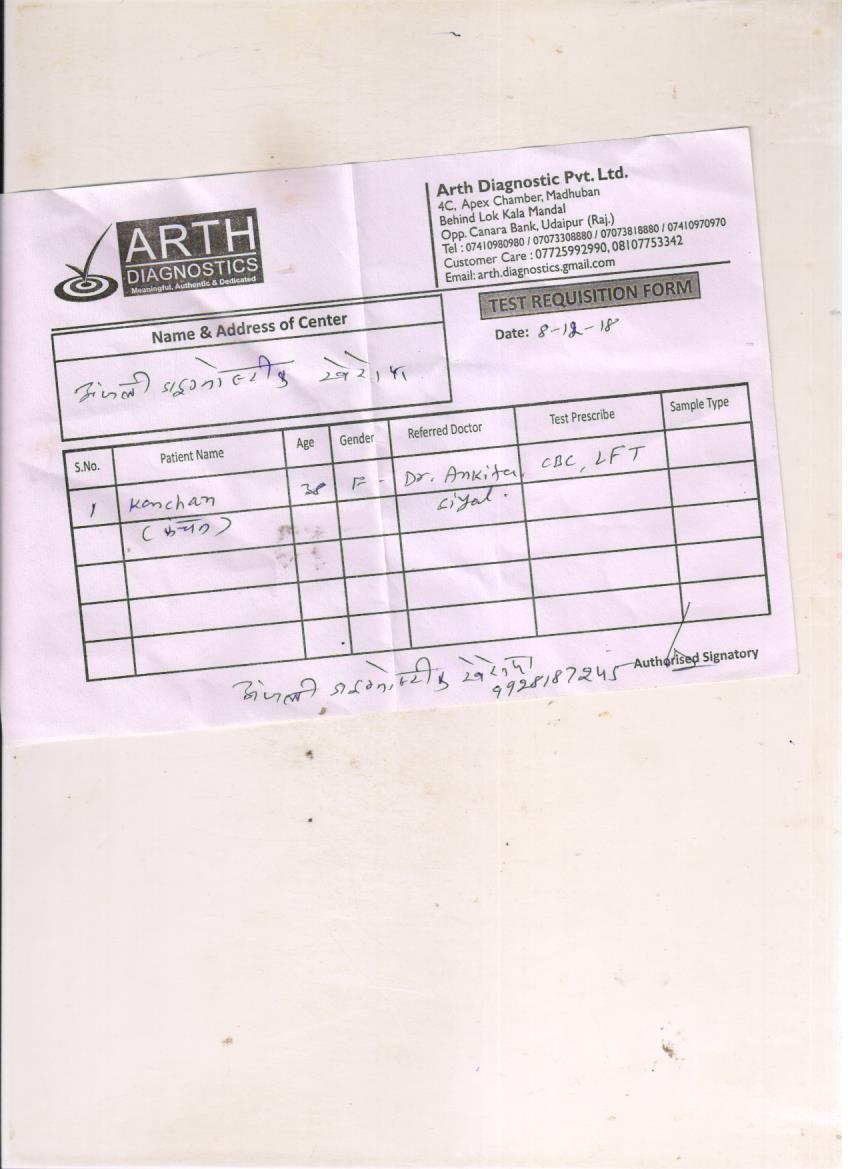 ARTH
DIAGNOSTICS
Meaningful, Authentic & Dedicated
Arth Diagnostic Pvt. Ltd.
4C, Apex Chamber, Madhuban
Behind Lok Kala Mandal
Opp. Canara Bank, Udaipur (Raj.)
Tel : 07410980980 / 07073308880 / 07073818880 / 07410970970
Customer Care : 07725992990, 08107753342
Email: arth.diagnostics.gmail.com
TEST REQUISITION FORM
Date: 8-12-18
Name & Address of Center
S.No. Patient Name Age Gender Referred Doctor Test Prescribe Sample Type
1 Kanchan 38 F - Dr. Ankita CBC, LFT
(कंचन)
9928187245
Authorised Signatory